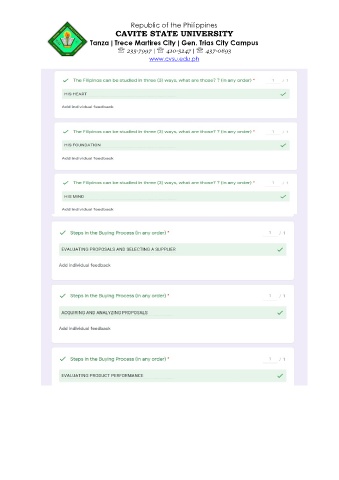 Republic of the Philippines
CAVITE STATE UNIVERSITY
Tanza | Trece Martires City | Gen. Trias City Campus
☏ 235-7997 | ☏ 410-5247 | ☏ 437-0693
www.cvsu.edu.ph
The Filipinos can be studied in three (3) ways, what are those? ? (In any order) * 1 / 1
HIS HEART
Add individual feedback
The Filipinos can be studied in three (3) ways, what are those? ? (In any order) * 1 / 1
HIS FOUNDATION
Add individual feedback
The Filipinos can be studied in three (3) ways, what are those? ? (In any order) * 1 / 1
HIS MIND
Add individual feedback
Steps in the Buying Process (In any order) * 1 / 1
EVALUATING PROPOSALS AND SELECTING A SUPPLIER
Add individual feedback
Steps in the Buying Process (In any order) * 1 / 1
ACQUIRING AND ANALYZING PROPOSALS
Add individual feedback
Steps in the Buying Process (In any order) * 1 / 1
EVALUATING PRODUCT PERFORMANCE